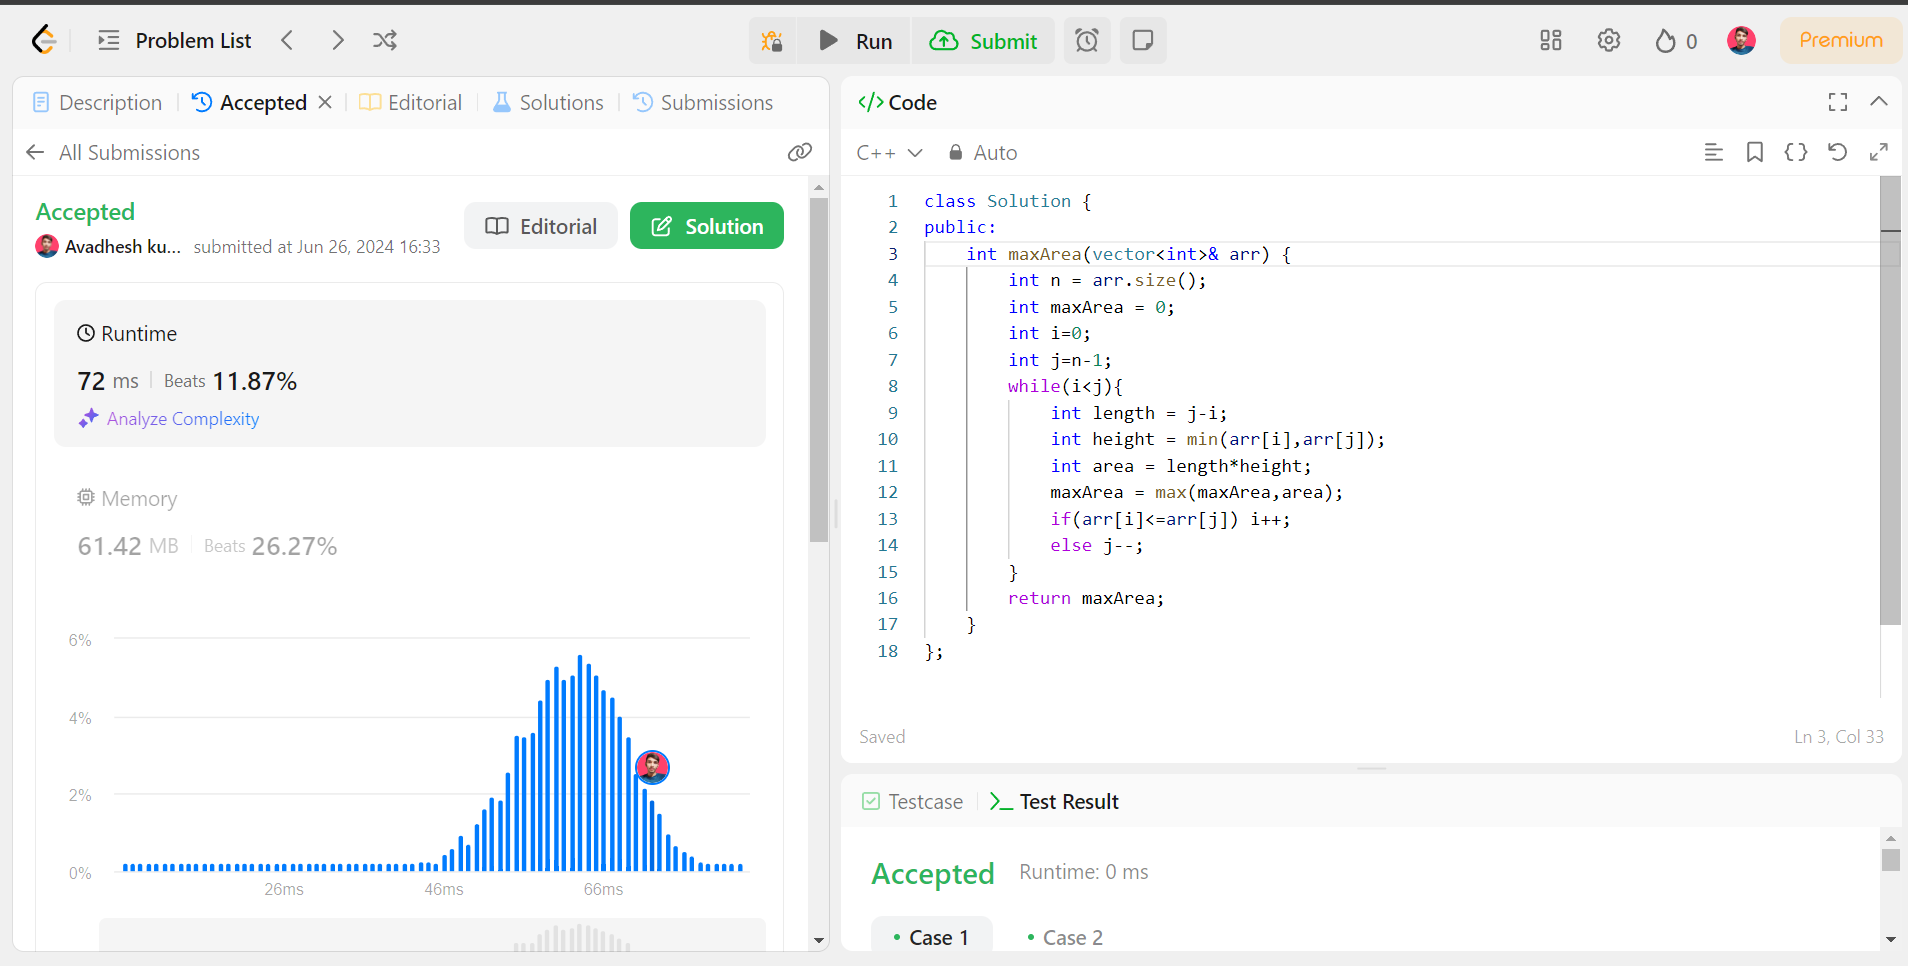 Problem List
Run
Submit
0
Premium
Description
Accepted
Editorial
Solutions
Submissions
All Submissions
Accepted
Avadhesh ku...
submitted at Jun 26, 2024 16:33
Editorial
Solution
Runtime
72 ms
Beats 11.87%
Analyze Complexity
Memory
61.42 MB
Beats 26.27%
6%
4%
2%
0%
26ms
46ms
66ms
Code
C++
Auto
1 class Solution {
2 public:
3     int maxArea(vector<int>& arr) {
4         int n = arr.size();
5         int maxArea = 0;
6         int i=0;
7         int j=n-1;
8         while(i<j){
9             int length = j-i;
10             int height = min(arr[i],arr[j]);
11             int area = length*height;
12             maxArea = max(maxArea,area);
13             if(arr[i]<=arr[j]) i++;
14             else j--;
15         }
16         return maxArea;
17     }
18 };
Saved
Ln 3, Col 33
Testcase
Test Result
Accepted
Runtime: 0 ms
• Case 1
• Case 2